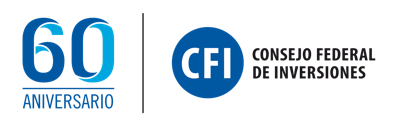 60
ANIVERSARIO
CFI
CONSEJO FEDERAL
DE INVERSIONES